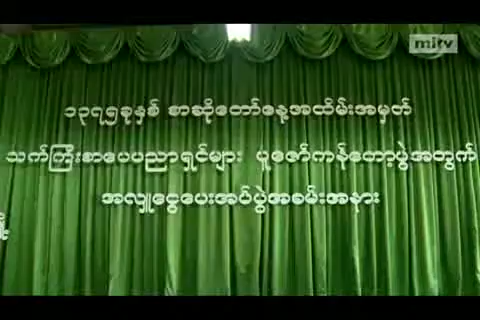 mitv
၁၃၇၅ခုနှစ် စာဆိုတော်နေ့အထိမ်းအမှတ်
သက်ကြီးစာပေပညာရှင်များ ပူဇော်ကန်တော့ပွဲအတွက်
အလှူငွေပေးအပ်ပွဲအခမ်းအနား